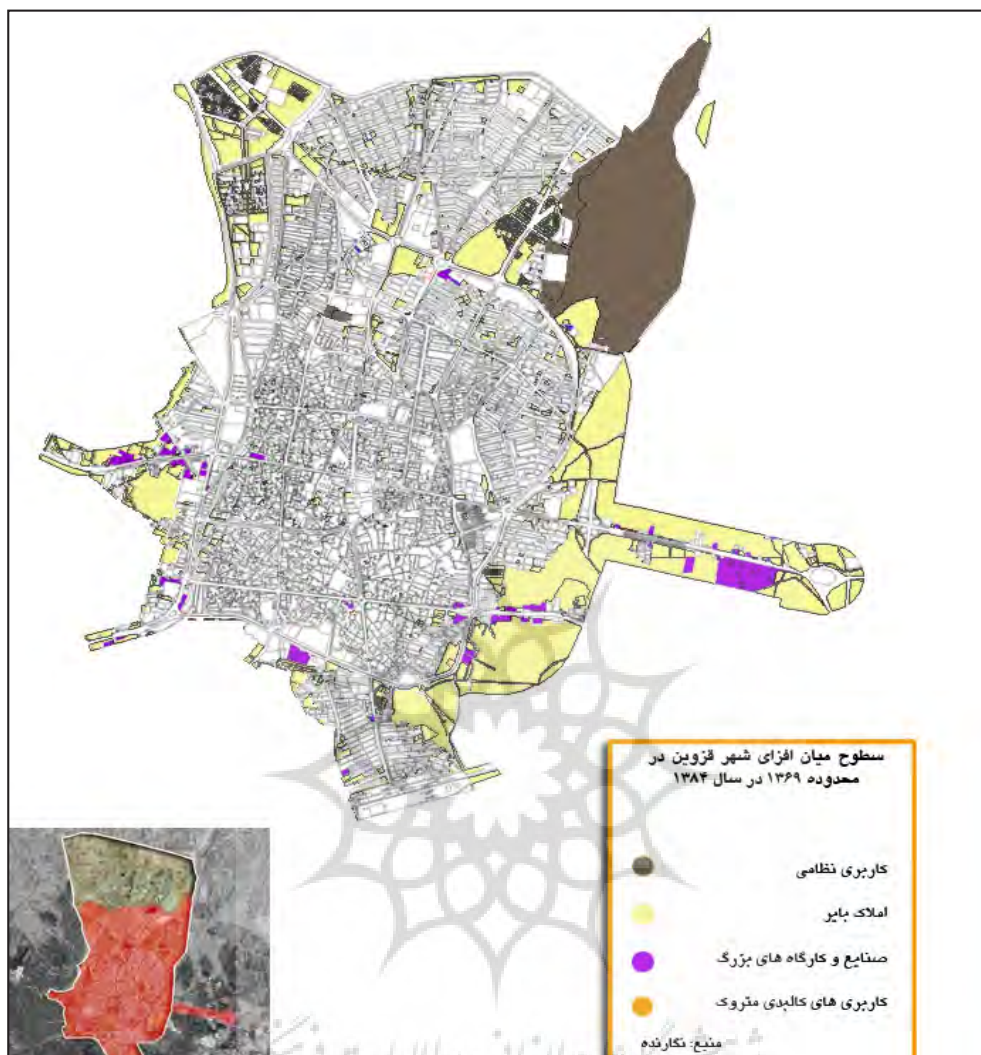 سطوح میان افزای شهر قزوین در
محدوده ۱۳۶۹ در سال ۱۳۸۴
کاربری نظامی
املاک بایر
صنایع و کارگاه های بزرگ
کاربری های کالبدی متروک
منبع: نگارنده